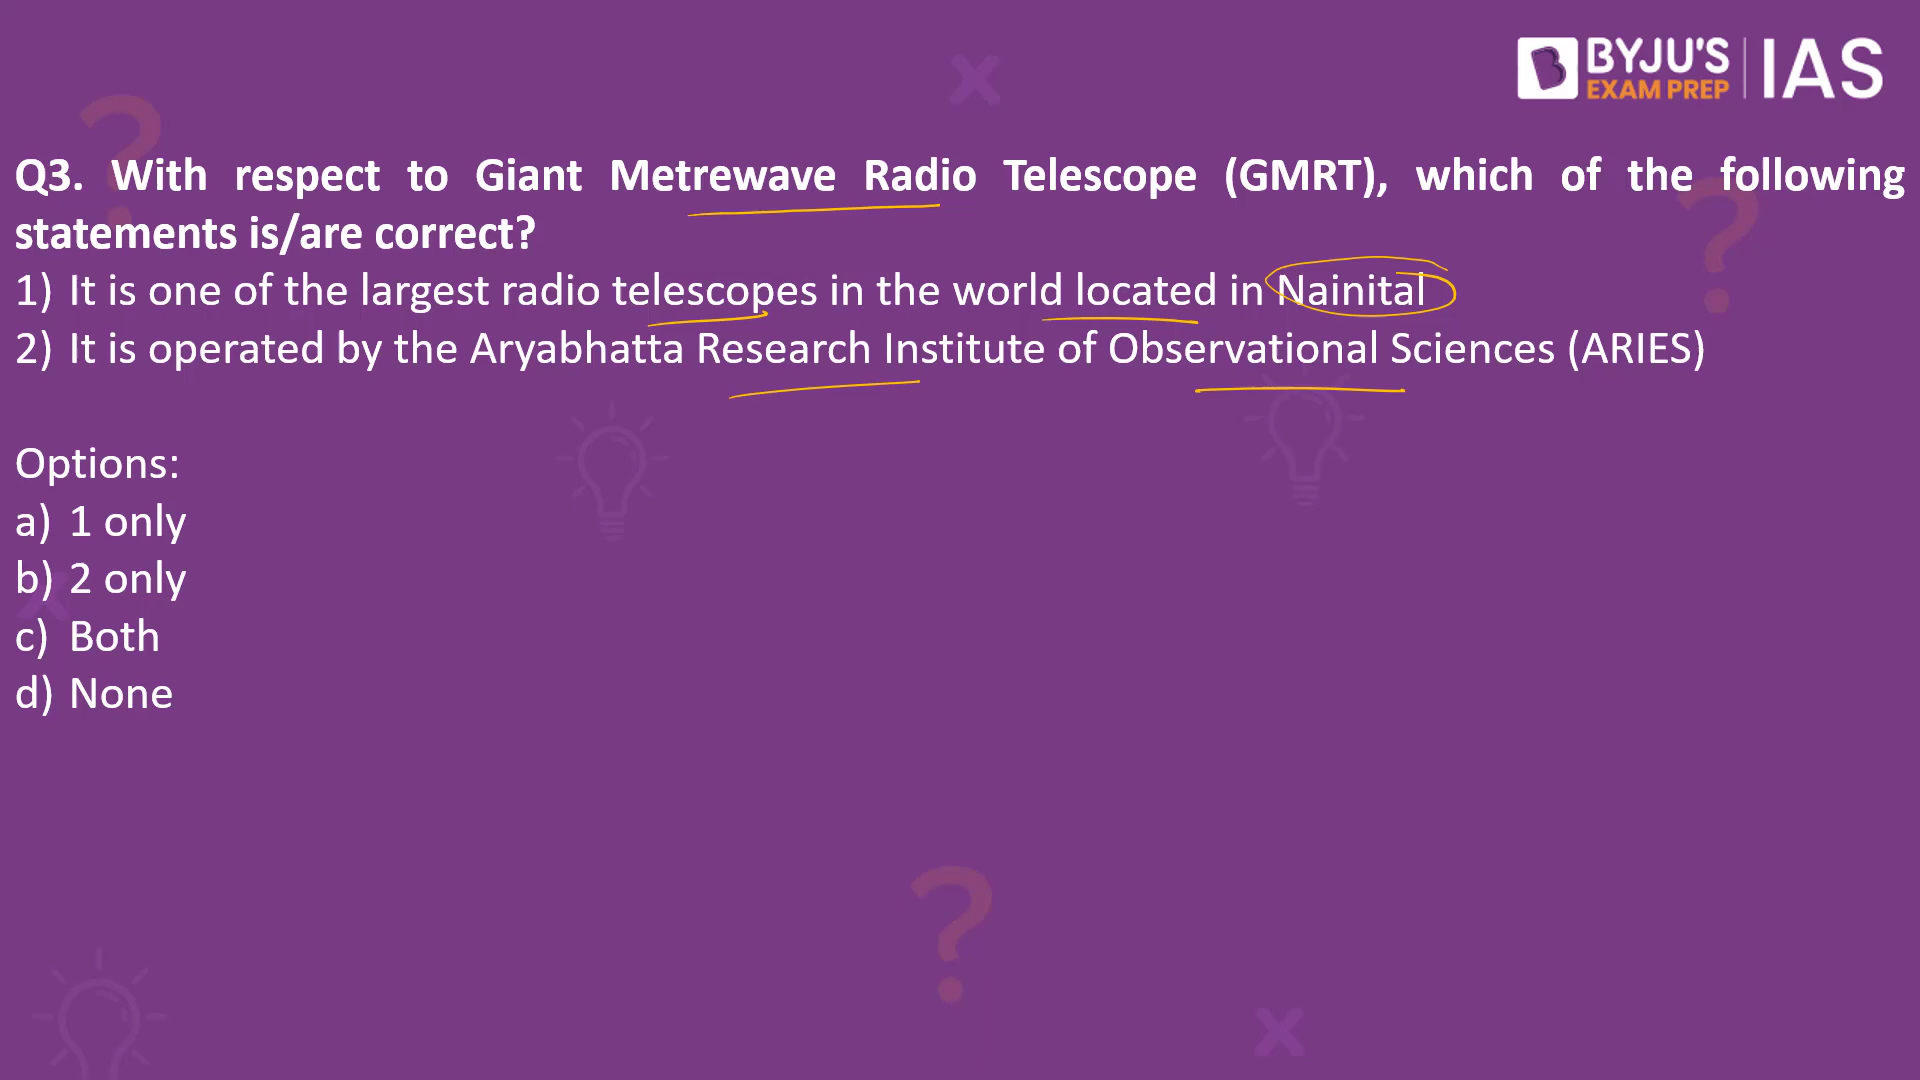 BYJU'S
EXAM PREP
IAS
Q3. With respect to Giant Metrewave Radio Telescope (GMRT), which of the following
statements is/are correct?
1) It is one of the largest radio telescopes in the world located in Nainital
2) It is operated by the Aryabhatta Research Institute of Observational Sciences (ARIES)
Options:
a) 1 only
b) 2 only
c) Both
d) None